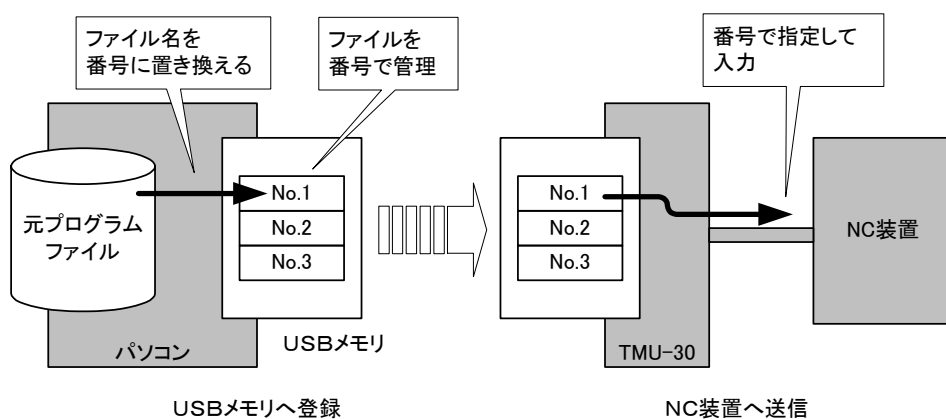 ファイル名を
番号に置き換える
ファイルを
番号で管理
元プログラム
ファイル
No.1
No.2
No.3
USBメモリ
パソコン
USBメモリへ登録
番号で指定して
入力
No.1
No.2
No.3
NC装置
TMU-30
NC装置へ送信